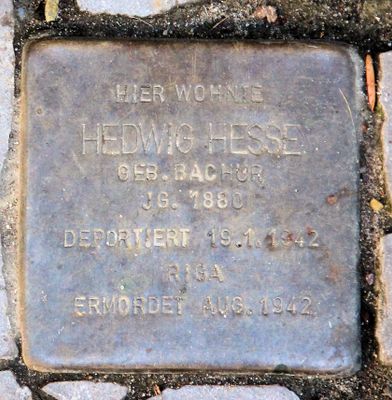 HIER WOHNTE
HEDWIG HESSE
GEB. BACHUR
JG. 1880
DEPORTIERT 19.1.1942
RIGA
ERMORDET AUG. 1942